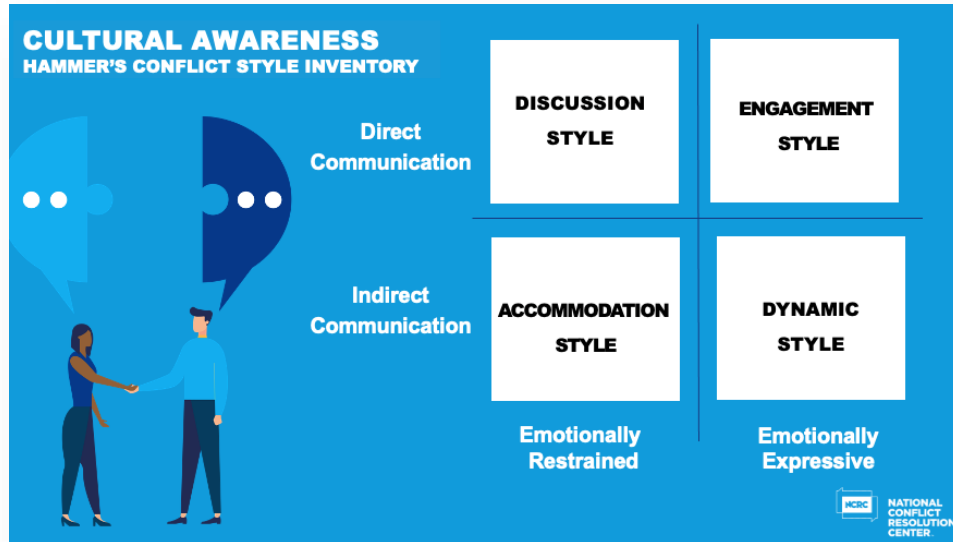 CULTURAL AWARENESS
HAMMER'S CONFLICT STYLE INVENTORY
Direct
Communication
DISCUSSION
STYLE
ENGAGEMENT
STYLE
Indirect
Communication
ACCOMMODATION
STYLE
DYNAMIC
STYLE
Emotionally
Restrained
Emotionally
Expressive
NCRC
NATIONAL
CONFLICT
RESOLUTION
CENTER.